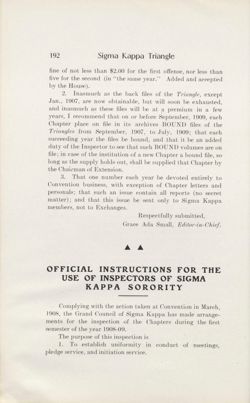 192 Sigma Kappa Triangle
fine of not less than $2.00 for the first offense, nor less than
five for the second (in "the same year." Added and accepted
by the House).
2. Inasmuch as the back files of the Triangle, except
Jan., 1907, are now obtainable, but will soon be exhausted,
and inasmuch as these files will be at a premium in a few
years, I recommend that on or before September, 1909, each
Chapter place on file in its archives BOUND files of the
Triangles from September, 1907, to July, 1909; that each
succeeding year the files be bound, and that it be an added
duty of the Inspector to see that such BOUND volumes are on
file; in case of the institution of a new Chapter a bound file, so
long as the supply holds out, shall be supplied that Chapter by
the Chairman of Extension.
3. That one number each year be devoted entirely to
Convention business, with exception of Chapter letters and
personals; that such an issue contain all reports (no secret
matter); and that this issue be sent only to Sigma Kappa
members, not to Exchanges.
Respectfully submitted,
Grace Ada Small, Editor-in-Chief.
OFFICIAL INSTRUCTIONS FOR THE
USE OF INSPECTORS OF SIGMA
KAPPA SORORITY
Complying with the action taken at Convention in March,
1908, the Grand Council of Sigma Kappa has made arrange-
ments for the inspection of the Chapters during the first
semester of the year 1908-09.
The purpose of this inspection is
1. To establish uniformity in conduct of meetings,
pledge service, and initiation service.